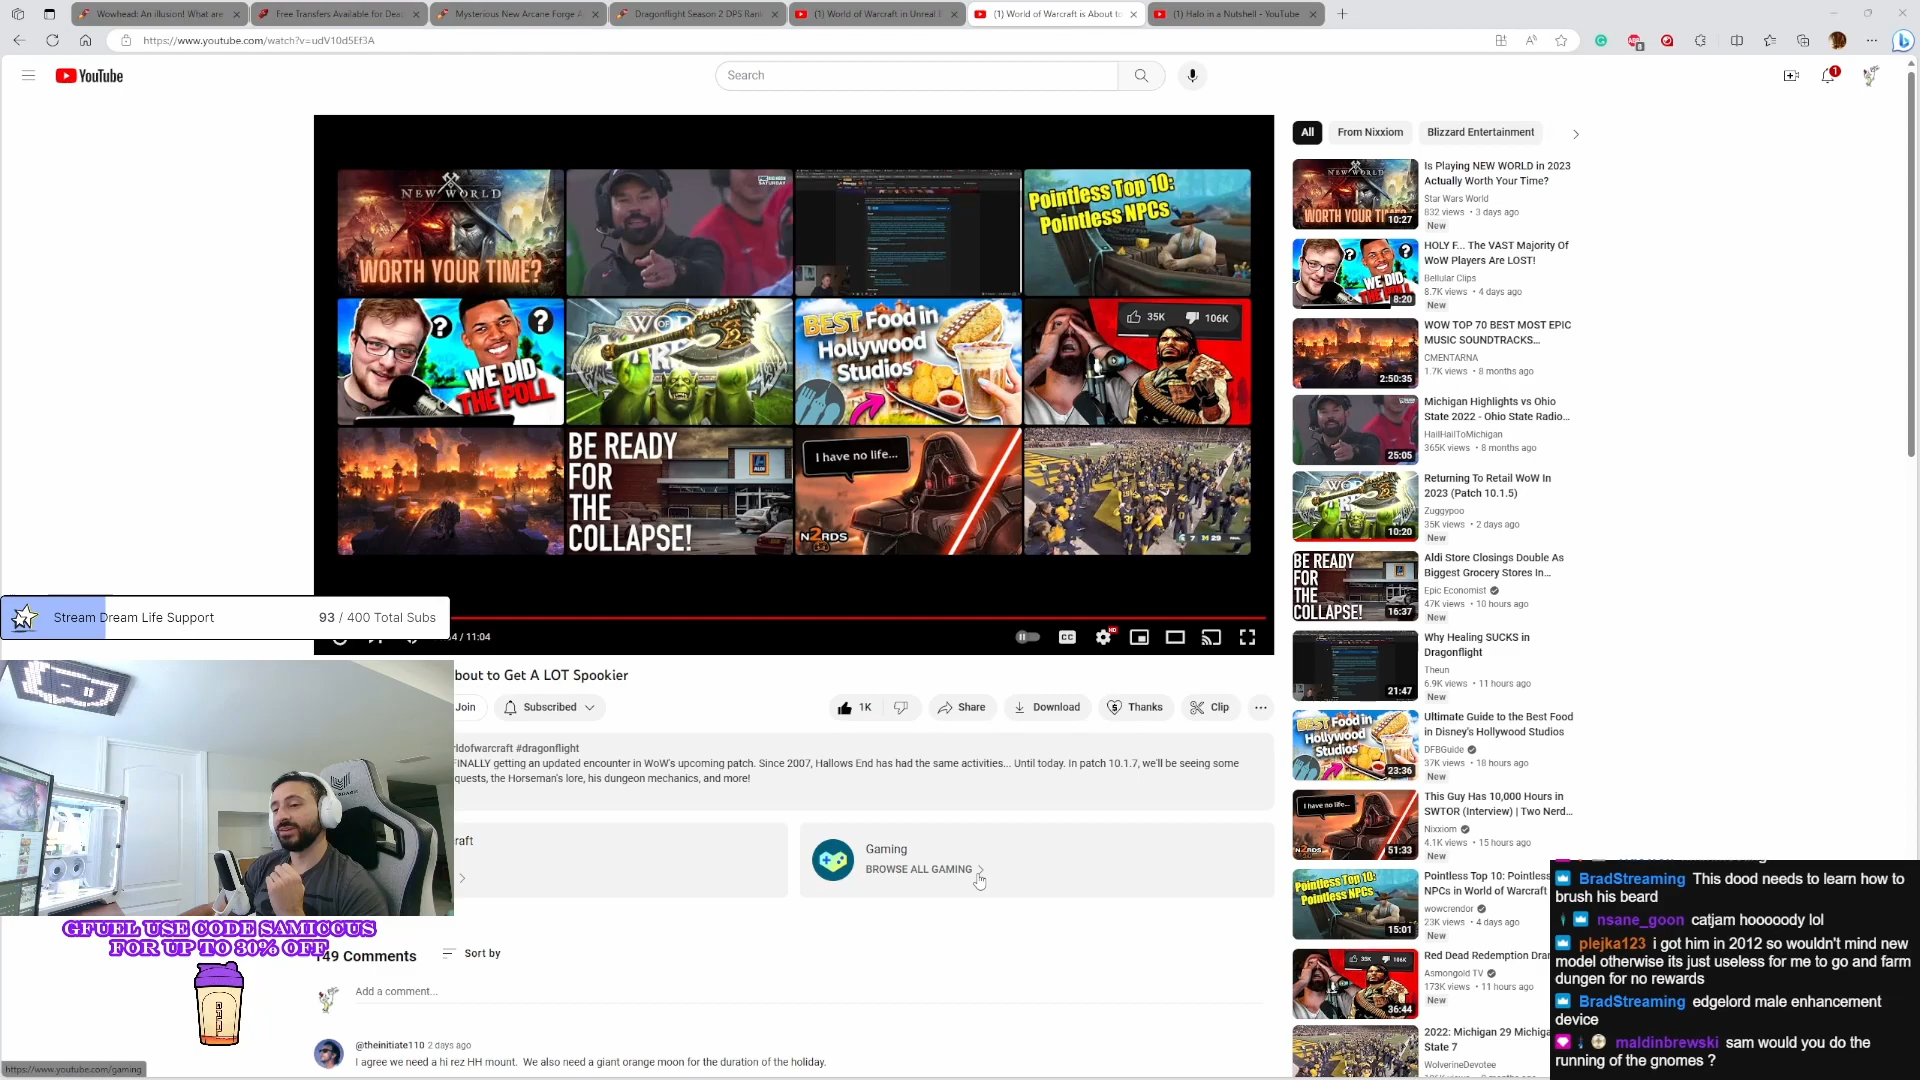 Wowhead: An illusion! What are
Free Transfers Available for Deac
Mysterious New Arcane Forge A
Dragonflight Season 2 DPS Rank
(1) World of Warcraft in Unreal E
(1) World of Warcraft is About to
(1) Halo in a Nutshell - YouTube
https://www.youtube.com/watch?v=udV10d5Ef3A
YouTube
Search
1
All
From Nixxiom
Blizzard Entertainment
NEW WORLD
WORTH YOUR TIME?
Pointless Top 10:
Pointless NPCs
WE DID
THE POLL
BEST Food in
Hollywood
Studios
35K
106K
BE READY
FOR
THE
COLLAPSE!
ALDI
I have no life...
N2RDS
Is Playing NEW WORLD in 2023
Actually Worth Your Time?
Star Wars World
832 views • 3 days ago
New
10:27
HOLY F... The VAST Majority Of
WoW Players Are LOST!
Bellular Clips
8.7K views • 4 days ago
New
8:20
WOW TOP 70 BEST MOST EPIC
MUSIC SOUNDTRACKS...
CMENTARNA
1.7K views • 8 months ago
2:50:35
Michigan Highlights vs Ohio
State 2022 - Ohio State Radio...
HailHailToMichigan
365K views • 8 months ago
25:05
Returning To Retail WoW In
2023 (Patch 10.1.5)
Zuggypoo
35K views • 2 days ago
New
10:20
Aldi Store Closings Double As
Biggest Grocery Stores In...
Epic Economist
47K views • 10 hours ago
New
16:37
Why Healing SUCKS in
Dragonflight
Theun
6.9K views • 11 hours ago
New
21:47
Ultimate Guide to the Best Food
in Disney's Hollywood Studios
DFBGuide
37K views • 18 hours ago
New
23:36
This Guy Has 10,000 Hours in
SWTOR (Interview) | Two Nerd...
Nixxiom
4.1K views • 15 hours ago
New
51:33
Pointless Top 10: Pointless
NPCs in World of Warcraft
wowcrendor
23K views • 4 days ago
New
15:01
Red Dead Redemption Dra
Asmongold TV
173K views • 11 hours ago
New
36:44
2022: Michigan 29 Michiga
State 7
WolverineDevotee
Stream Dream Life Support
93 / 400 Total Subs
/ 11:04
CC
HD
bout to Get A LOT Spookier
Join
Subscribed
1K
Share
Download
Thanks
Clip
rldofwarcraft #dragonflight
FINALLY getting an updated encounter in WoW's upcoming patch. Since 2007, Hallows End has had the same activities... Until today. In patch 10.1.7, we'll be seeing some
quests, the Horseman's lore, his dungeon mechanics, and more!
raft
Gaming
BROWSE ALL GAMING
GFUEL USE CODE SAMICCUS
FOR UP TO 30% OFF
149 Comments
Sort by
Add a comment...
@theinitiate110 2 days ago
I agree we need a hi rez HH mount. We also need a giant orange moon for the duration of the holiday.
https://www.youtube.com/gaming
BradStreaming This dood needs to learn how to
brush his beard
nsane_goon catjam hooooody lol
plejka123 i got him in 2012 so wouldn't mind new
model otherwise its just useless for me to go and farm
dungen for no rewards
BradStreaming edgelord male enhancement
device
maldinbrewski sam would you do the
running of the gnomes ?